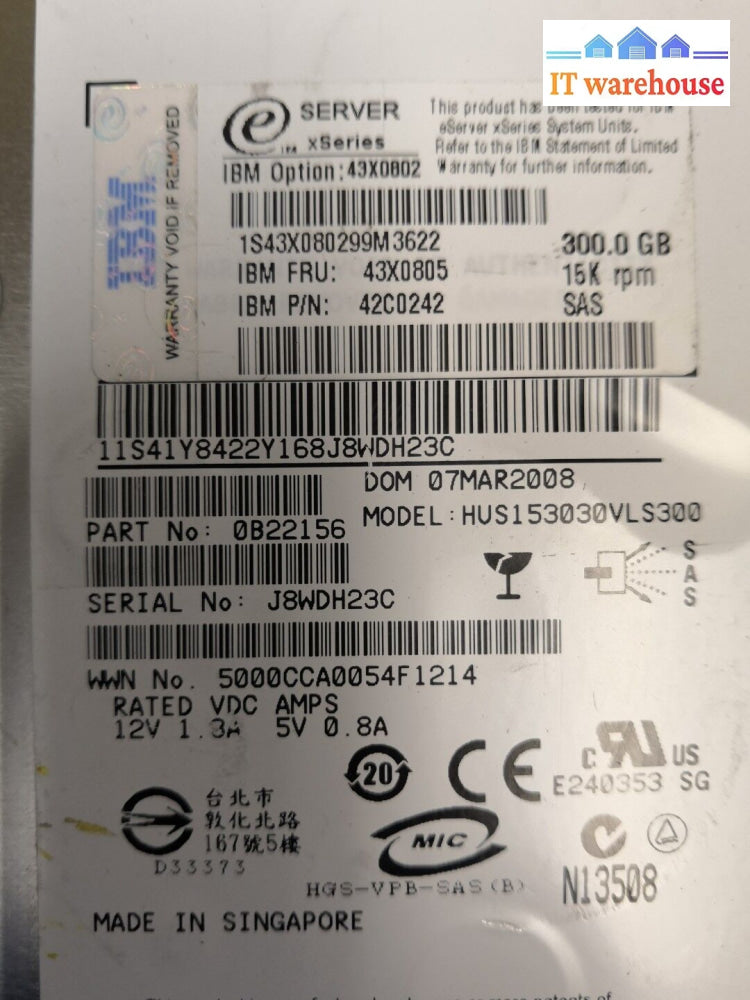 IT warehouse
SERVER
xSeries
This product has been tested for IBM
eServer xSeries System Units.
Refer to the IBM Statement of Limited
Warranty for further information.
IBM Option: 43X0802
WARRANTY VOID IF REMOVED
IBM
1S43X080299M3622
300.0 GB
IBM FRU: 43X0805
15K rpm
IBM P/N: 42C0242
SAS
11S41Y8422Y168J8WDH23C
DOM 07MAR2008
MODEL: HUS153030VLS300
PART No: 0B22156
SERIAL No: J8WDH23C
SAS
WWN No. 5000CCA0054F1214
RATED VDC AMPS
12V 1.3A 5V 0.8A
20
CE
c RU US
E240353 SG
台北市
敦化北路
167號5樓
D33373
MIC
HGS-VPB-SAS(B)
N13508
MADE IN SINGAPORE